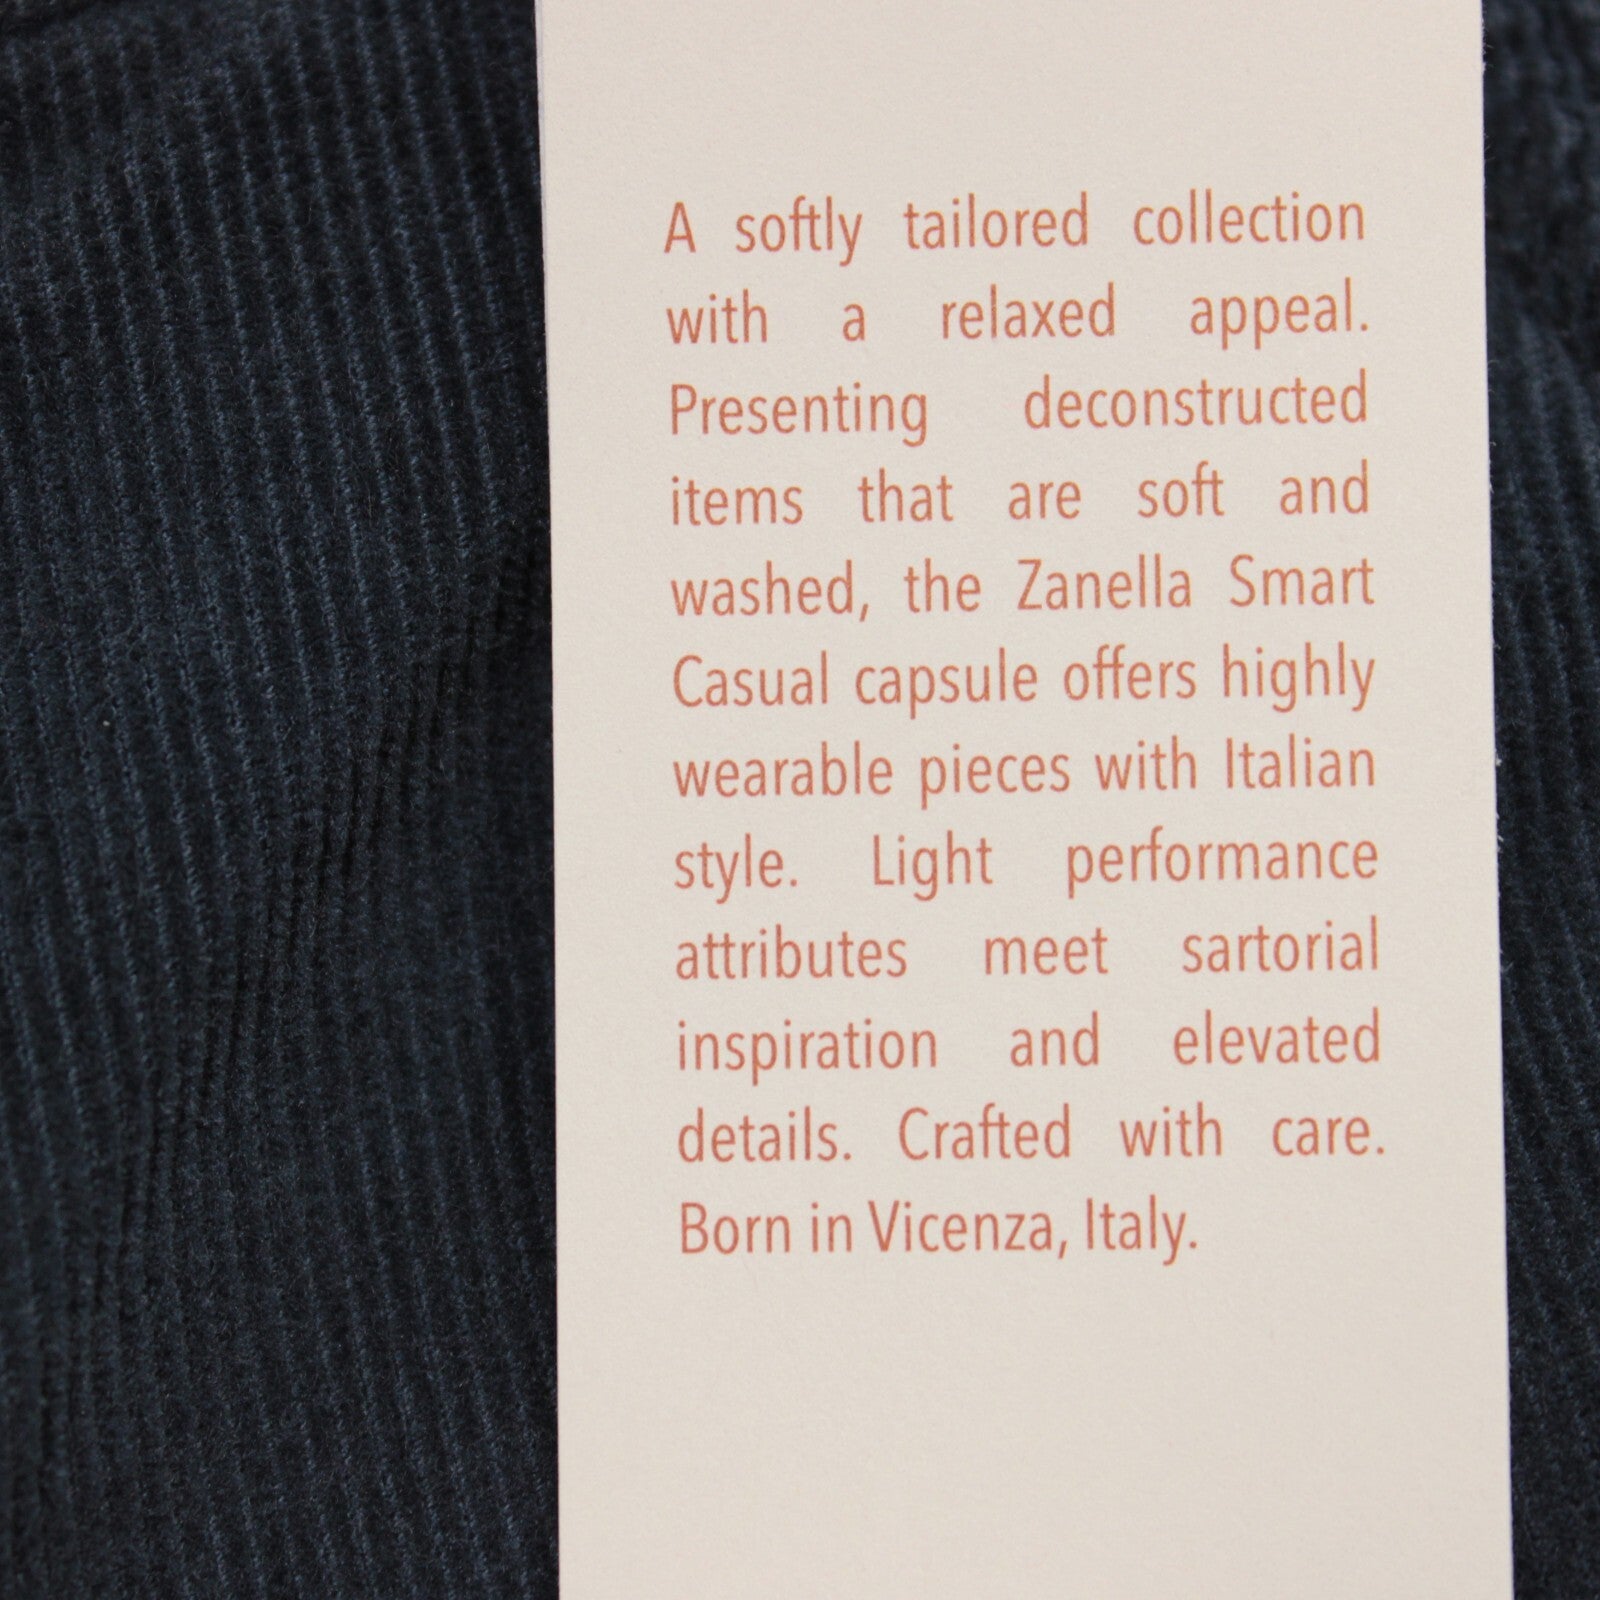 A softly tailored collection
with a relaxed appeal.
Presenting deconstructed
items that are soft and
washed, the Zanella Smart
Casual capsule offers highly
wearable pieces with Italian
style. Light performance
attributes meet sartorial
inspiration and elevated
details. Crafted with care.
Born in Vicenza, Italy.